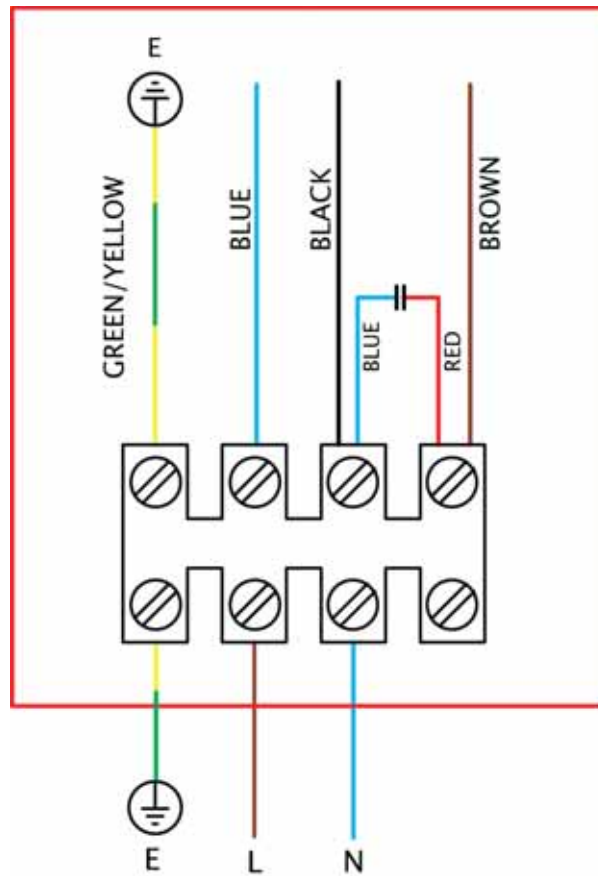 E
GREEN/YELLOW
BLUE
BLACK
BROWN
BLUE
RED
E
L
N